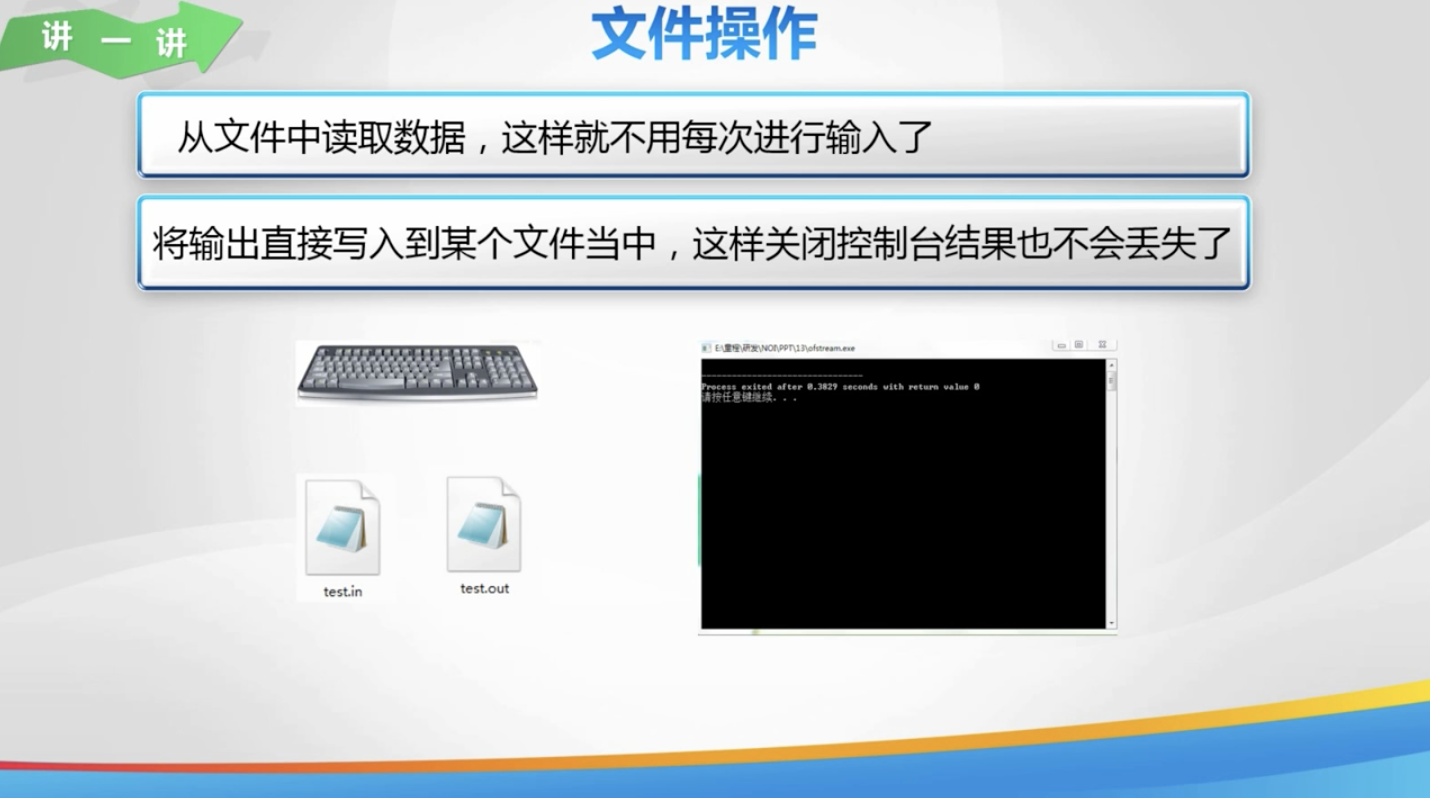 讲一讲
文件操作
从文件中读取数据，这样就不用每次进行输入了
将输出直接写入到某个文件当中，这样关闭控制台结果也不会丢失了
E:\童程\研发\NOI\PPT\13\ofstream.exe
--------------------------------
Process exited after 0.3829 seconds with return value 0
请按任意键继续. . .
test.in
test.out